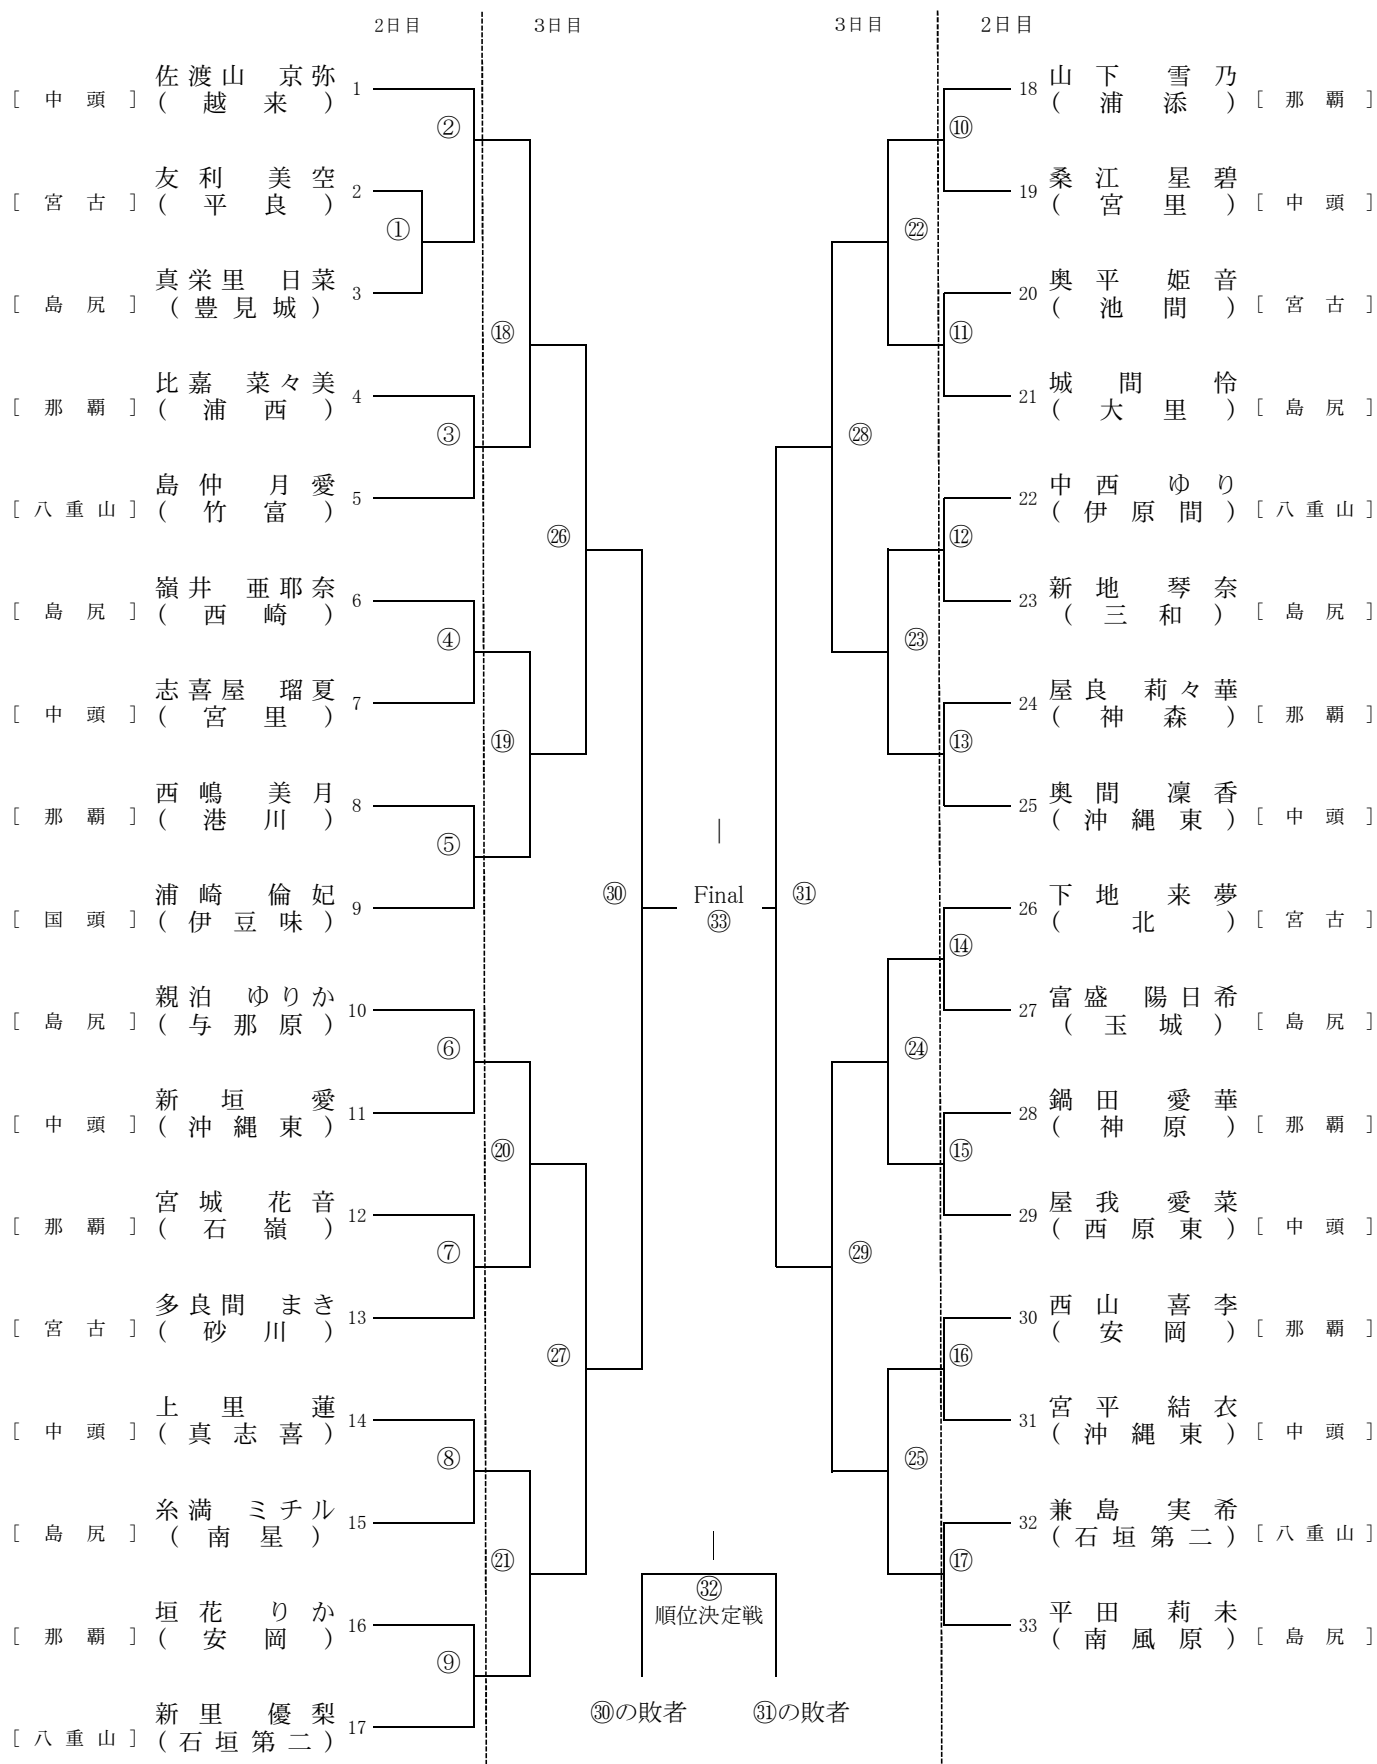 2日目 3日目 3日目 2日目
佐渡山 京弥 1
[ 中 頭 ] ( 越 来 )
②
友利 美空 2
[ 宮 古 ] ( 平 良 )
①
真栄里 日菜 3
[ 島 尻 ] ( 豊見城 )
⑱
比嘉 菜々美 4
[ 那 覇 ] ( 浦 西 )
③
島仲 月愛 5
[ 八重山 ] ( 竹 富 )
㉖
嶺井 亜耶奈 6
[ 島 尻 ] ( 西 崎 )
④
志喜屋 瑠夏 7
[ 中 頭 ] ( 宮 里 )
⑲
西嶋 美月 8
[ 那 覇 ] ( 港 川 )
⑤
浦崎 倫妃 9
[ 国 頭 ] ( 伊豆味 )
㉚
親泊 ゆりか 10
[ 島 尻 ] ( 与那原 )
⑥
新垣 愛 11
[ 中 頭 ] ( 沖縄東 )
⑳
宮城 花音 12
[ 那 覇 ] ( 石 嶺 )
⑦
多良間 まき 13
[ 宮 古 ] ( 砂 川 )
㉗
上里 蓮 14
[ 中 頭 ] ( 真志喜 )
⑧
糸満 ミチル 15
[ 島 尻 ] ( 南 星 )
㉑
垣花 りか 16
[ 那 覇 ] ( 安 岡 )
⑨
新里 優梨 17
[ 八重山 ] ( 石垣第二 )
Final
㉝
㉜
順位決定戦
㉚の敗者 ㉛の敗者
18 山下 雪乃
( 浦 添 ) [ 那 覇 ]
⑩
19 桑江 星碧
( 宮 里 ) [ 中 頭 ]
㉒
20 奥平 姫音
( 池 間 ) [ 宮 古 ]
⑪
21 城間 怜
( 大 里 ) [ 島 尻 ]
㉘
22 中西 ゆり
( 伊原間 ) [ 八重山 ]
⑫
23 新地 琴奈
( 三 和 ) [ 島 尻 ]
㉓
24 屋良 莉々華
( 神 森 ) [ 那 覇 ]
⑬
25 奥間 凜香
( 沖縄東 ) [ 中 頭 ]
㉛
26 下地 来夢
( 北 ) [ 宮 古 ]
⑭
27 富盛 陽日希
( 玉 城 ) [ 島 尻 ]
㉔
28 鍋田 愛華
( 神 原 ) [ 那 覇 ]
⑮
29 屋我 愛菜
( 西原東 ) [ 中 頭 ]
㉙
30 西山 喜李
( 安 岡 ) [ 那 覇 ]
⑯
31 宮平 結衣
( 沖縄東 ) [ 中 頭 ]
㉕
32 兼島 実希
( 石垣第二 ) [ 八重山 ]
⑰
33 平田 莉未
( 南風原 ) [ 島 尻 ]